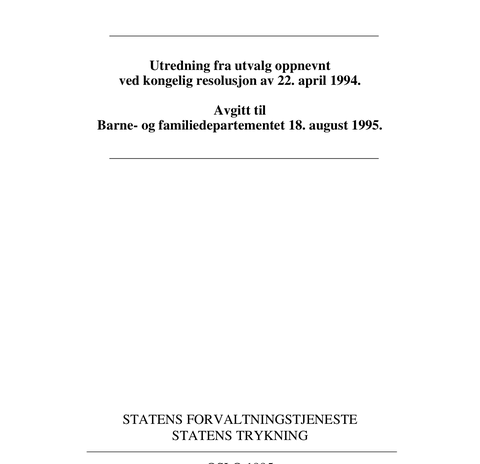 Utredning fra utvalg oppnevnt
ved kongelig resolusjon av 22. april 1994.
Avgitt til
Barne- og familiedepartementet 18. august 1995.
STATENS FORVALTNINGSTJENESTE
STATENS TRYKNING